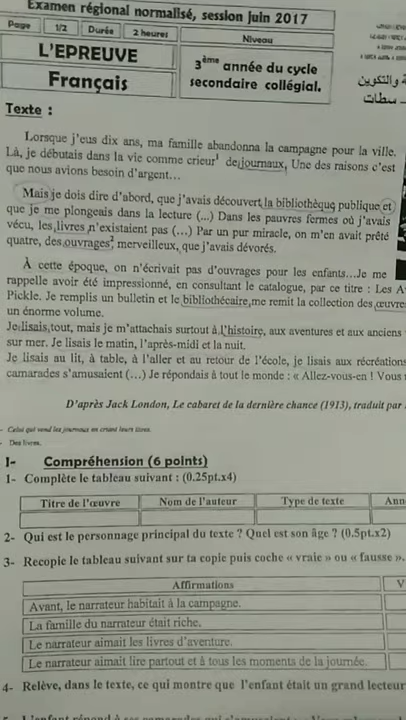 Examen régional normalisé, session juin 2017
Page 1/2 Durée 2 heures Niveau
L'EPREUVE
Français
3ème année du cycle
secondaire collégial.
والتكوين
سطات
Texte :
Lorsque j'eus dix ans, ma famille abandonna la campagne pour la ville.
Là, je débutais dans la vie comme crieur¹ de journaux. Une des raisons c'est
que nous avions besoin d'argent…
Mais je dois dire d'abord, que j'avais découvert la bibliothèque publique et
que je me plongeais dans la lecture (...) Dans les pauvres fermes où j'avais
vécu, les livres n'existaient pas (…) Par un pur miracle, on m'en avait prêté
quatre, des ouvrages² merveilleux, que j'avais dévorés.
À cette époque, on n'écrivait pas d'ouvrages pour les enfants…Je me
rappelle avoir été impressionné, en consultant le catalogue, par ce titre : Les A
Pickle. Je remplis un bulletin et le bibliothécaire me remit la collection des œuvre
un énorme volume.
Je lisais tout, mais je m'attachais surtout à l'histoire, aux aventures et aux anciens
sur mer. Je lisais le matin, l'après-midi et la nuit.
Je lisais au lit, à table, à l'aller et au retour de l'école, je lisais aux récréations
camarades s'amusaient (…) Je répondais à tout le monde : « Allez-vous-en ! Vous
D'après Jack London, Le cabaret de la dernière chance (1913), traduit par
- Celui qui vend les journaux en criant leurs titres.
- Des livres.
I- Compréhension (6 points)
1- Complète le tableau suivant : (0.25pt.x4)
Titre de l'œuvre Nom de l'auteur Type de texte Ann
2- Qui est le personnage principal du texte ? Quel est son âge ? (0.5pt.x2)
3- Recopie le tableau suivant sur ta copie puis coche « vraie » ou « fausse ».
Affirmations V
Avant, le narrateur habitait à la campagne.
La famille du narrateur était riche.
Le narrateur aimait les livres d'aventure.
Le narrateur aimait lire partout et à tous les moments de la journée.
4- Relève, dans le texte, ce qui montre que l'enfant était un grand lecteur